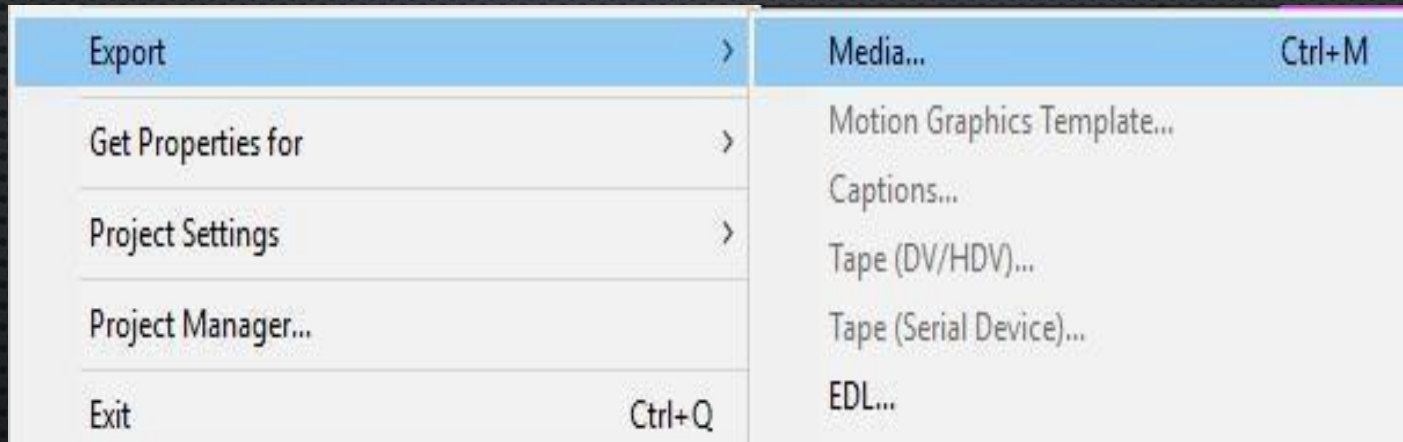 Export >
Get Properties for >
Project Settings >
Project Manager...
Exit Ctrl+Q
Media... Ctrl+M
Motion Graphics Template...
Captions...
Tape (DV/HDV)...
Tape (Serial Device)...
EDL...